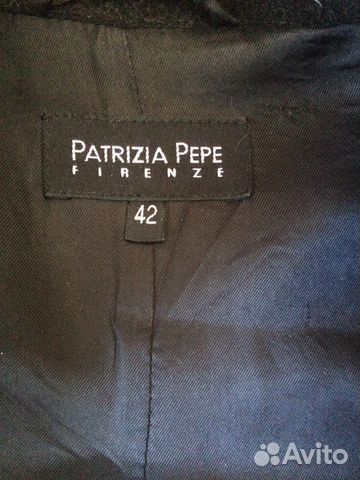 PATRIZIA PEPE
FIRENZE
42
Avito